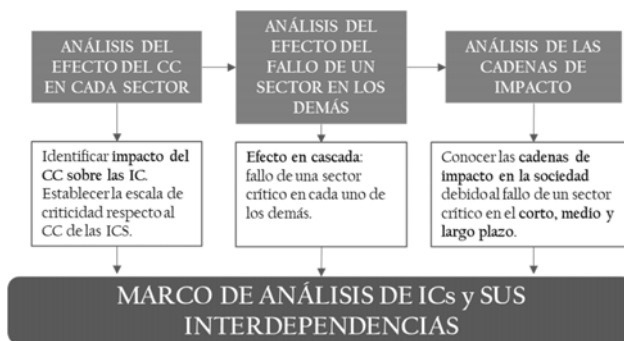 ANÁLISIS DEL
EFECTO DEL CC
EN CADA SECTOR
ANÁLISIS DEL
EFECTO DEL
FALLO DE UN
SECTOR EN LOS
DEMÁS
ANÁLISIS DE LAS
CADENAS DE
IMPACTO
Identificar impacto del
CC sobre las IC.
Establecer la escala de
criticidad respecto al
CC de las ICS.
Efecto en cascada:
fallo de una sector
crítico en cada uno de
los demás.
Conocer las cadenas de
impacto en la sociedad
debido al fallo de un sector
crítico en el corto, medio y
largo plazo.
MARCO DE ANÁLISIS DE ICs y SUS
INTERDEPENDENCIAS